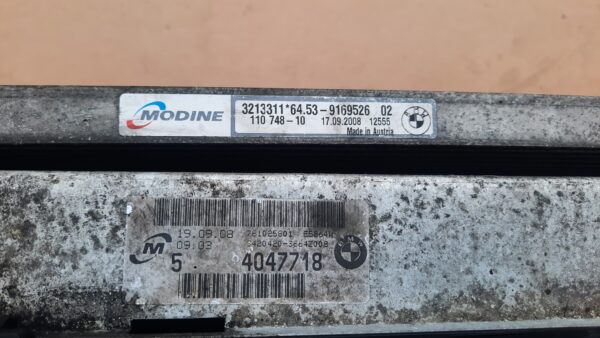 MODINE
3213311*64.53-9169526 02
110 748-10 17.09.2008 12555
Made in Austria
19.09.08
09:03
5. 4047718